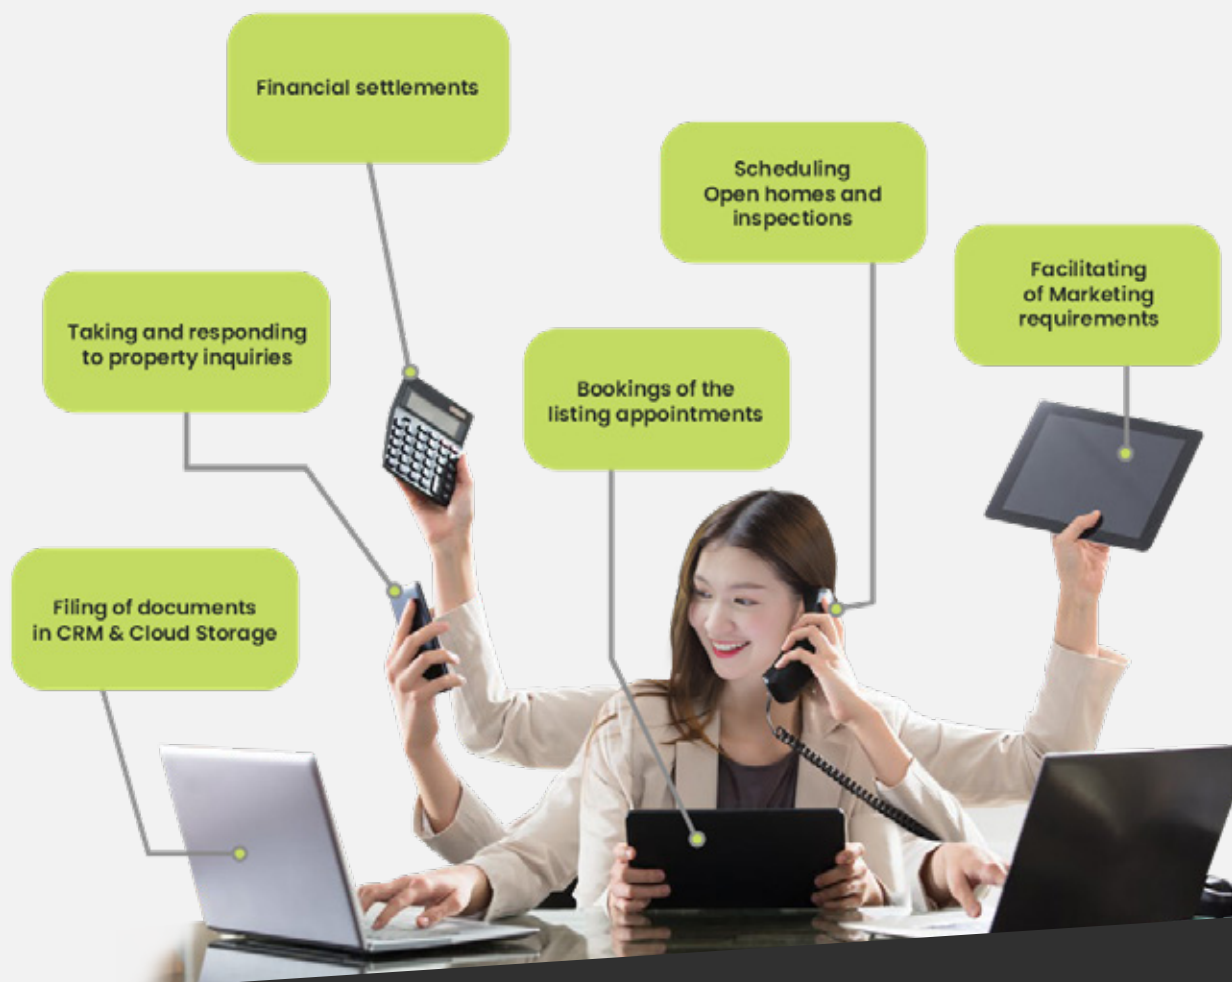 Financial settlements
Scheduling
Open homes and
inspections
Facilitating
of Marketing
requirements
Taking and responding
to property inquiries
Bookings of the
listing appointments
Filing of documents
in CRM & Cloud Storage